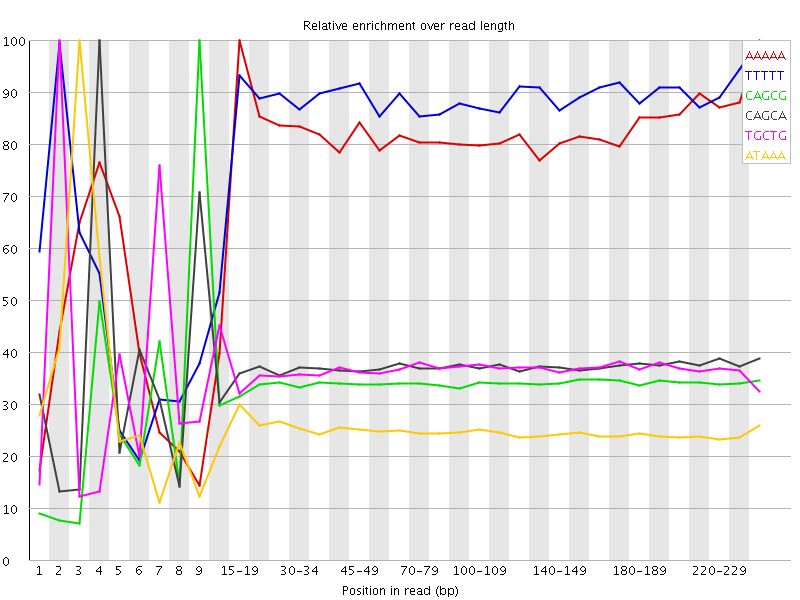 Relative enrichment over read length
100
90
80
70
60
50
40
30
20
10
0
AAAAA
TTTTT
CAGCG
CAGCA
TGCTG
ATAAA
1 2 3 4 5 6 7 8 9 15-19 30-34 45-49 70-79 100-109 140-149 180-189 220-229
Position in read (bp)